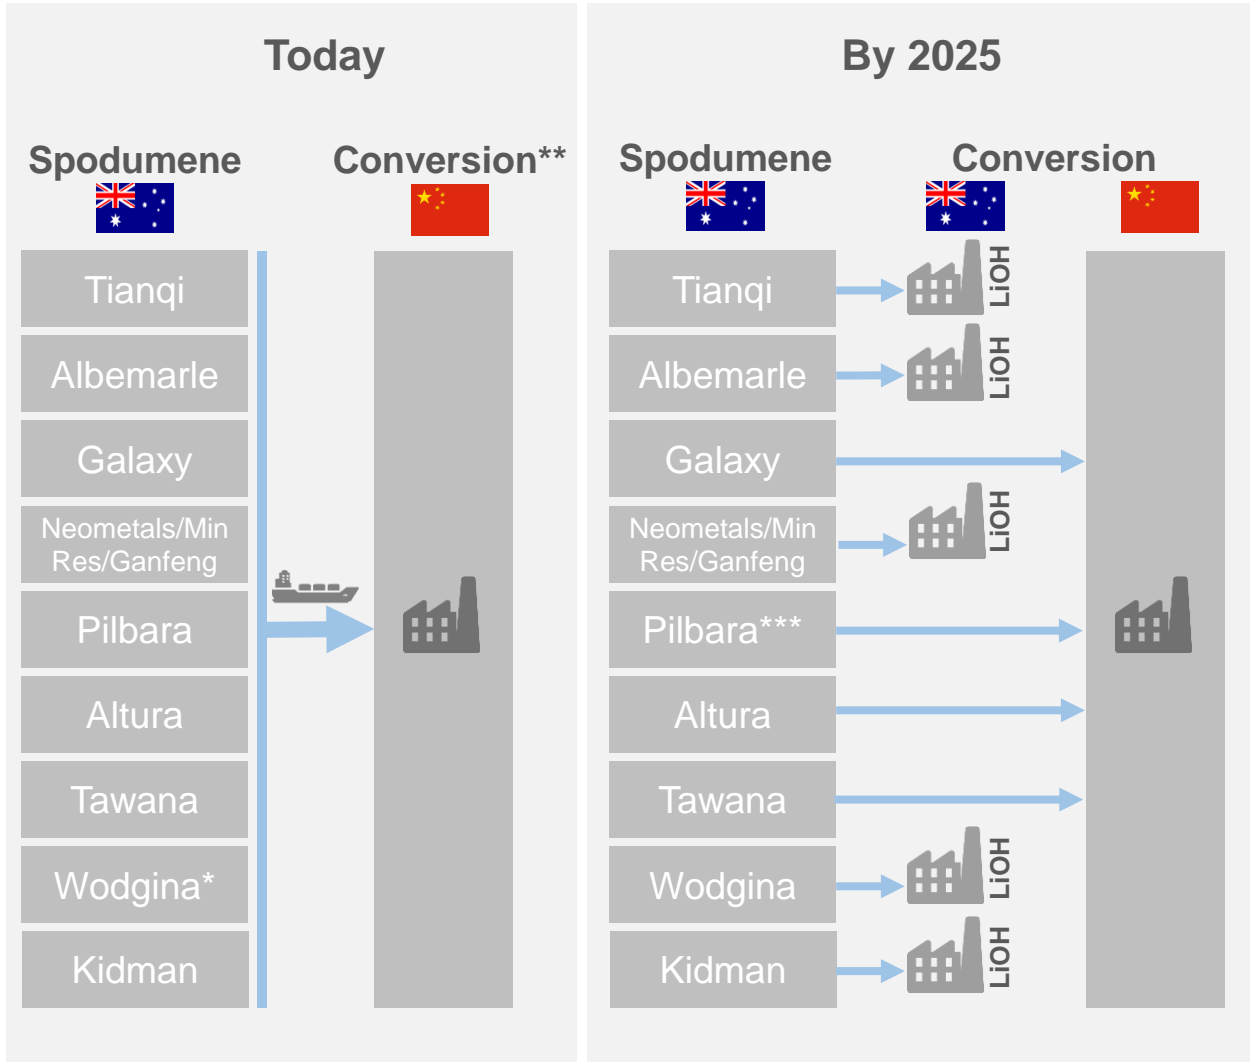 Today
Spodumene
Conversion**
Tianqi
Albemarle
Galaxy
Neometals/Min
Res/Ganfeng
Pilbara
Altura
Tawana
Wodgina*
Kidman
By 2025
Spodumene
Conversion
Tianqi
LiOH
Albemarle
LiOH
Galaxy
Neometals/Min
Res/Ganfeng
LiOH
Pilbara***
Altura
Tawana
Wodgina
LiOH
Kidman
LiOH